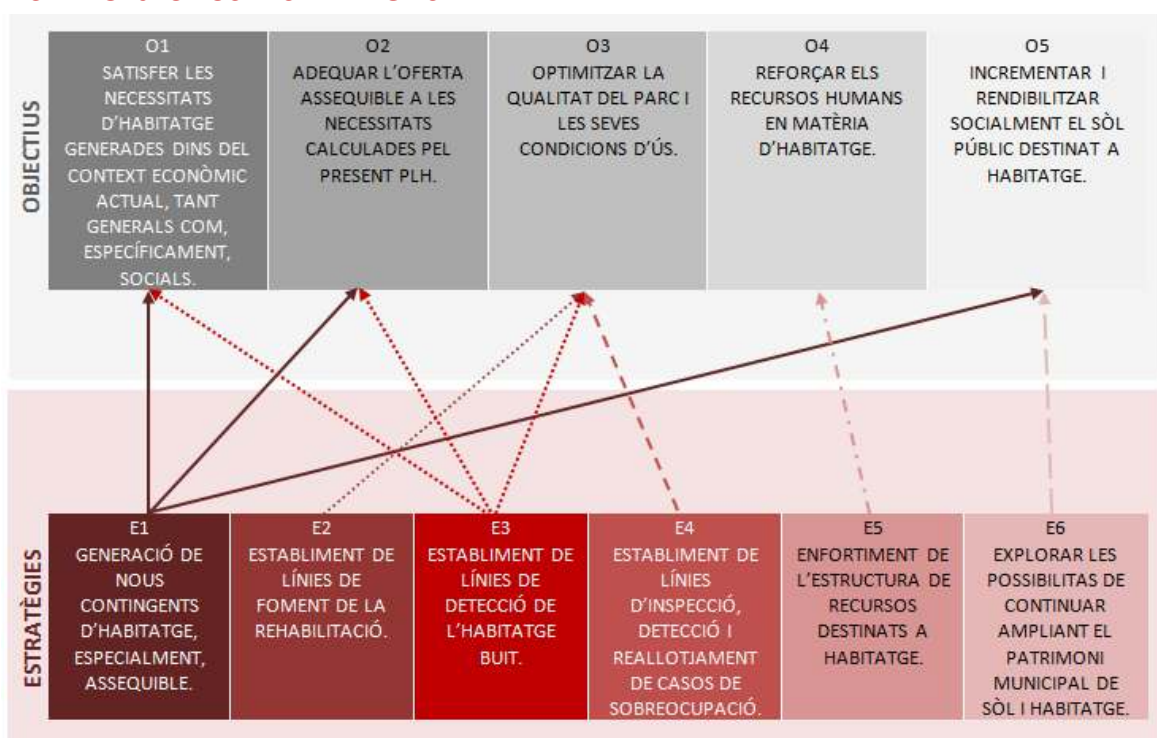 OBJECTIUS
O1
SATISFER LES
NECESSITATS
D'HABITATGE
GENERADES DINS DEL
CONTEXT ECONÒMIC
ACTUAL, TANT
GENERALS COM,
ESPECÍFICAMENT,
SOCIALS.
O2
ADEQUAR L'OFERTA
ASSEQUIBLE A LES
NECESSITATS
CALCULADES PEL
PRESENT PLH.
O3
OPTIMITZAR LA
QUALITAT DEL PARC I
LES SEVES
CONDICIONS D'ÚS.
O4
REFORÇAR ELS
RECURSOS HUMANS
EN MATÈRIA
D'HABITATGE.
O5
INCREMENTAR I
RENDIBILITZAR
SOCIALMENT EL SÒL
PÚBLIC DESTINAT A
HABITATGE.
ESTRATÈGIES
E1
GENERACIÓ DE
NOUS
CONTINGENTS
D'HABITATGE,
ESPECIALMENT,
ASSEQUIBLE.
E2
ESTABLIMENT DE
LÍNIES DE
FOMENT DE LA
REHABILITACIÓ.
E3
ESTABLIMENT DE
LÍNIES DE
DETECCIÓ DE
L'HABITATGE
BUIT.
E4
ESTABLIMENT DE
LÍNIES
D'INSPECCIÓ,
DETECCIÓ I
REALLOTJAMENT
DE CASOS DE
SOBREOCUPACIÓ.
E5
ENFORTIMENT DE
L'ESTRUCTURA DE
RECURSOS
DESTINATS A
HABITATGE.
E6
EXPLORAR LES
POSSIBILITAS DE
CONTINUAR
AMPLIANT EL
PATRIMONI
MUNICIPAL DE
SÒL I HABITATGE.